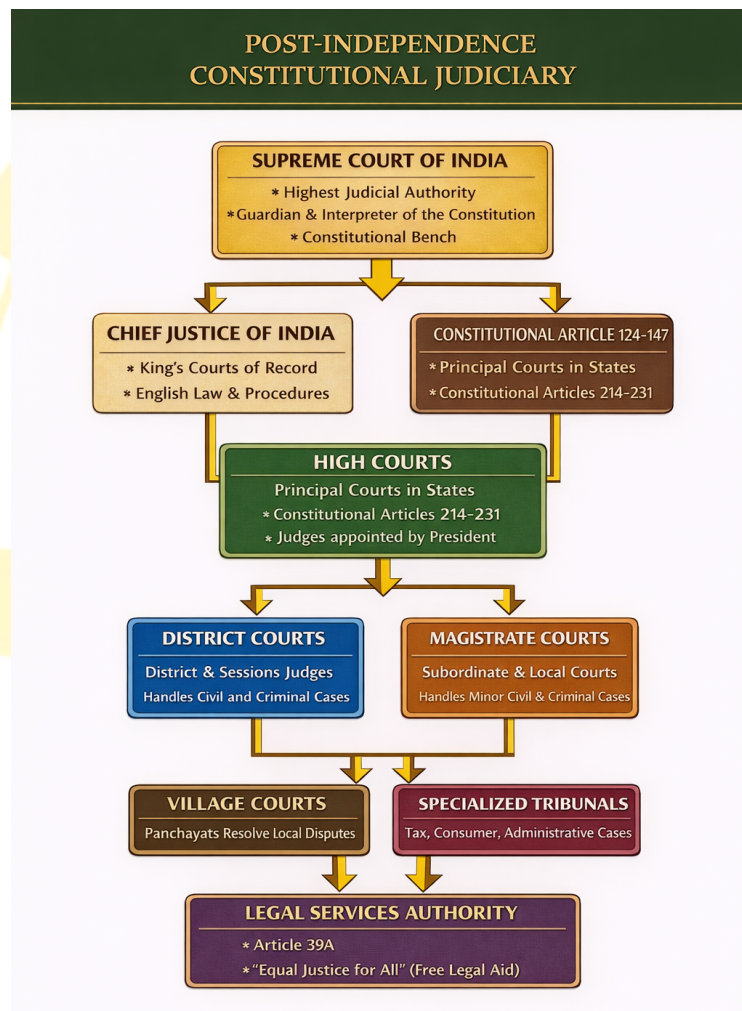 POST-INDEPENDENCE
CONSTITUTIONAL JUDICIARY
SUPREME COURT OF INDIA
* Highest Judicial Authority
* Guardian & Interpreter of the Constitution
* Constitutional Bench
CHIEF JUSTICE OF INDIA
* King's Courts of Record
* English Law & Procedures
CONSTITUTIONAL ARTICLE 124-147
* Principal Courts in States
* Constitutional Articles 214-231
HIGH COURTS
Principal Courts in States
* Constitutional Articles 214-231
* Judges appointed by President
DISTRICT COURTS
District & Sessions Judges
Handles Civil and Criminal Cases
MAGISTRATE COURTS
Subordinate & Local Courts
Handles Minor Civil & Criminal Cases
VILLAGE COURTS
Panchayats Resolve Local Disputes
SPECIALIZED TRIBUNALS
Tax, Consumer, Administrative Cases
LEGAL SERVICES AUTHORITY
* Article 39A
* "Equal Justice for All" (Free Legal Aid)